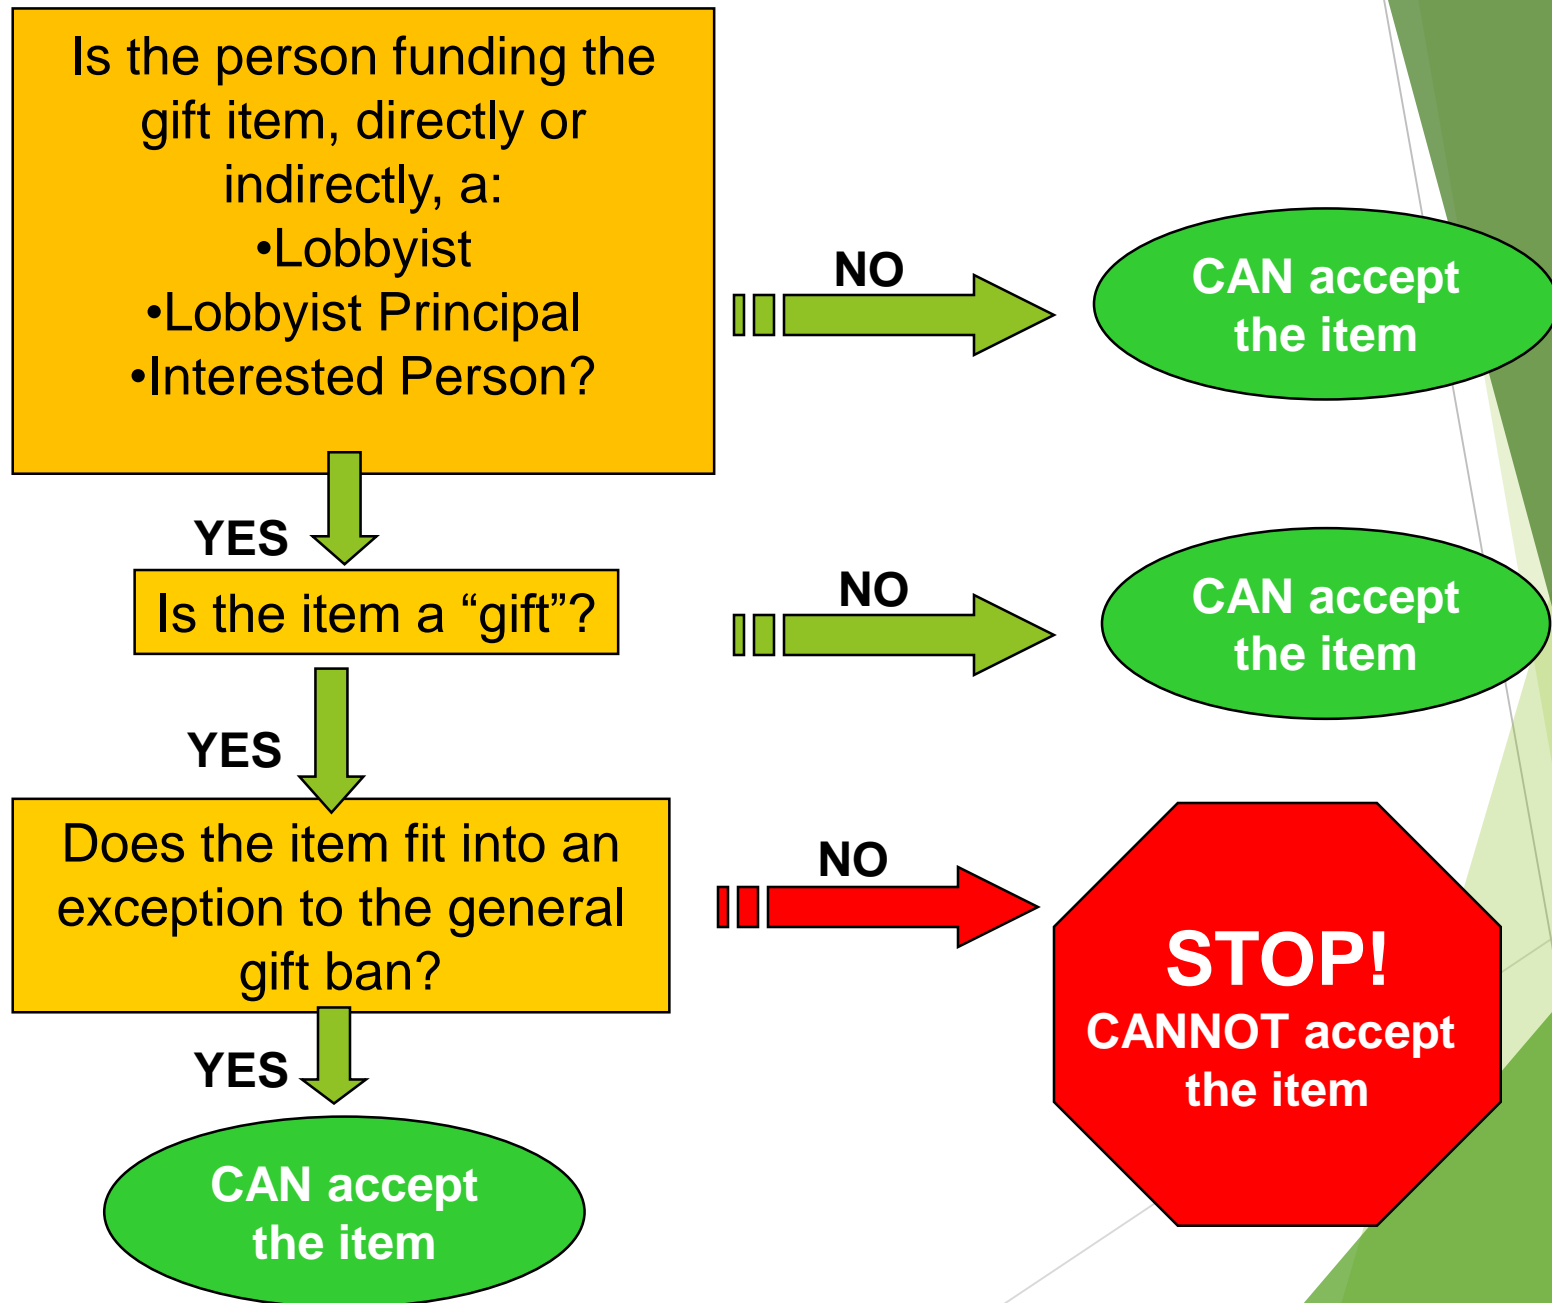 Is the person funding the
gift item, directly or
indirectly, a:
•Lobbyist
•Lobbyist Principal
•Interested Person?
NO
CAN accept
the item
YES
Is the item a “gift”?
NO
CAN accept
the item
YES
Does the item fit into an
exception to the general
gift ban?
NO
STOP!
CANNOT accept
the item
YES
CAN accept
the item